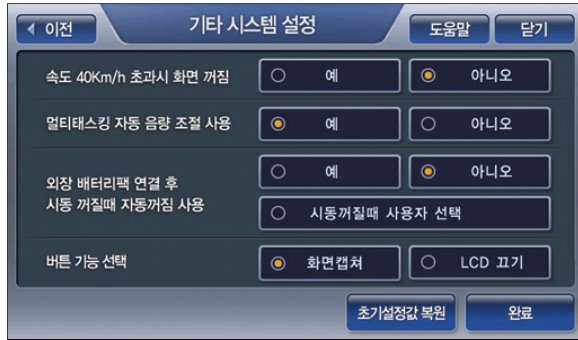 이전 기타 시스템 설정 도움말 닫기
속도 40Km/h 초과시 화면 꺼짐 예 아니오
멀티태스킹 자동 음량 조절 사용 예 아니오
외장 배터리팩 연결 후
시동 꺼질때 자동꺼짐 사용 예 아니오
시동꺼질때 사용자 선택
버튼 기능 선택 화면캡쳐 LCD 끄기
초기설정값 복원 완료